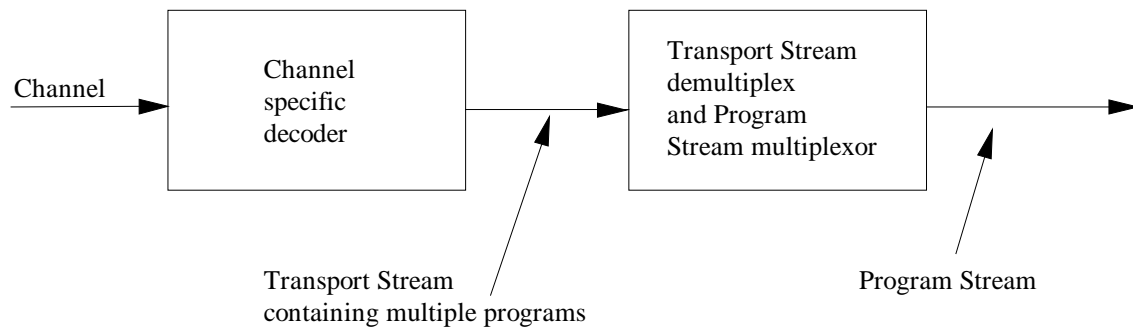 Channel
Channel
specific
decoder
Transport Stream
demultiplex
and Program
Stream multiplexor
Transport Stream
containing multiple programs
Program Stream